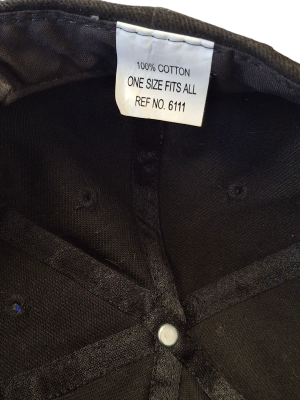 100% COTTON
ONE SIZE FITS ALL
REF NO. 6111